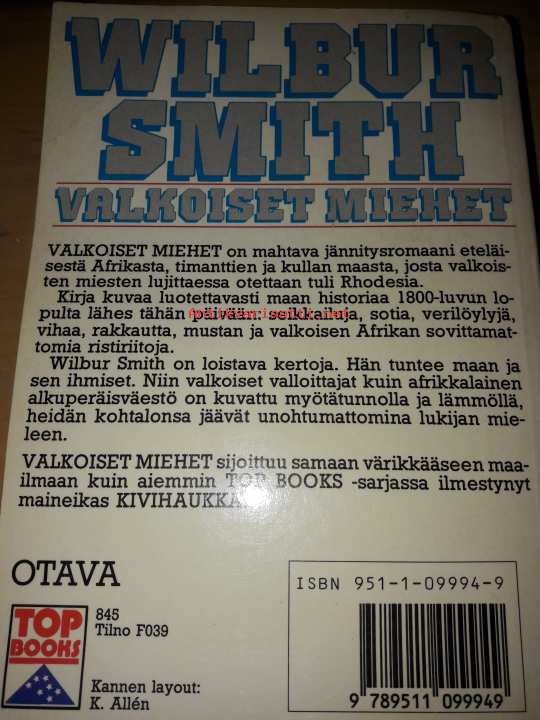 WILBUR
SMITH
VALKOISET MIEHET
VALKOISET MIEHET on mahtava jännitysromaani eteläi-
sestä Afrikasta, timanttien ja kullan maasta, josta valkois-
ten miesten lujittaessa otettaan tuli Rhodesia.
Kirja kuvaa luotettavasti maan historiaa 1800-luvun lo-
pulta lähes tähän päivään: seikkailuja, sotia, verilöylyjä,
vihaa, rakkautta, mustan ja valkoisen Afrikan sovittamat-
tomia ristiriitoja.
Wilbur Smith on loistava kertoja. Hän tuntee maan ja
sen ihmiset. Niin valkoiset valloittajat kuin afrikkalainen
alkuperäisväestö on kuvattu myötätunnolla ja lämmöllä,
heidän kohtalonsa jäävät unohtumattomina lukijan mie-
leen.
VALKOISET MIEHET sijoittuu samaan värikkääseen maa-
ilmaan kuin aiemmin TOP BOOKS -sarjassa ilmestynyt
maineikas KIVIHAUKKA
OTAVA
ISBN 951-1-09994-9
TOP
BOOKS
845
Tilno F039
Kannen layout:
K. Allén
9 789511 099949